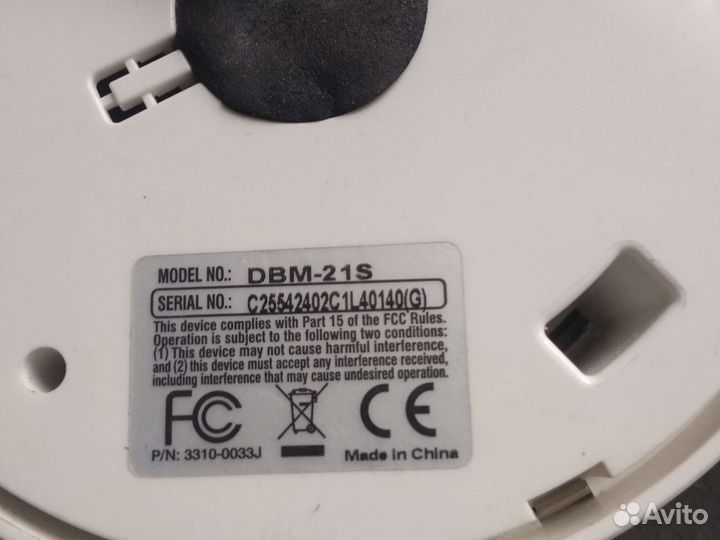 MODEL NO.: DBM-21S
SERIAL NO.: C25542402C1L40140(G)
This device complies with Part 15 of the FCC Rules.
Operation is subject to the following two conditions:
(1) This device may not cause harmful interference,
and (2) this device must accept any interference received,
including interference that may cause undesired operation.
FC CE
P/N: 3310-0033J Made in China
Avito